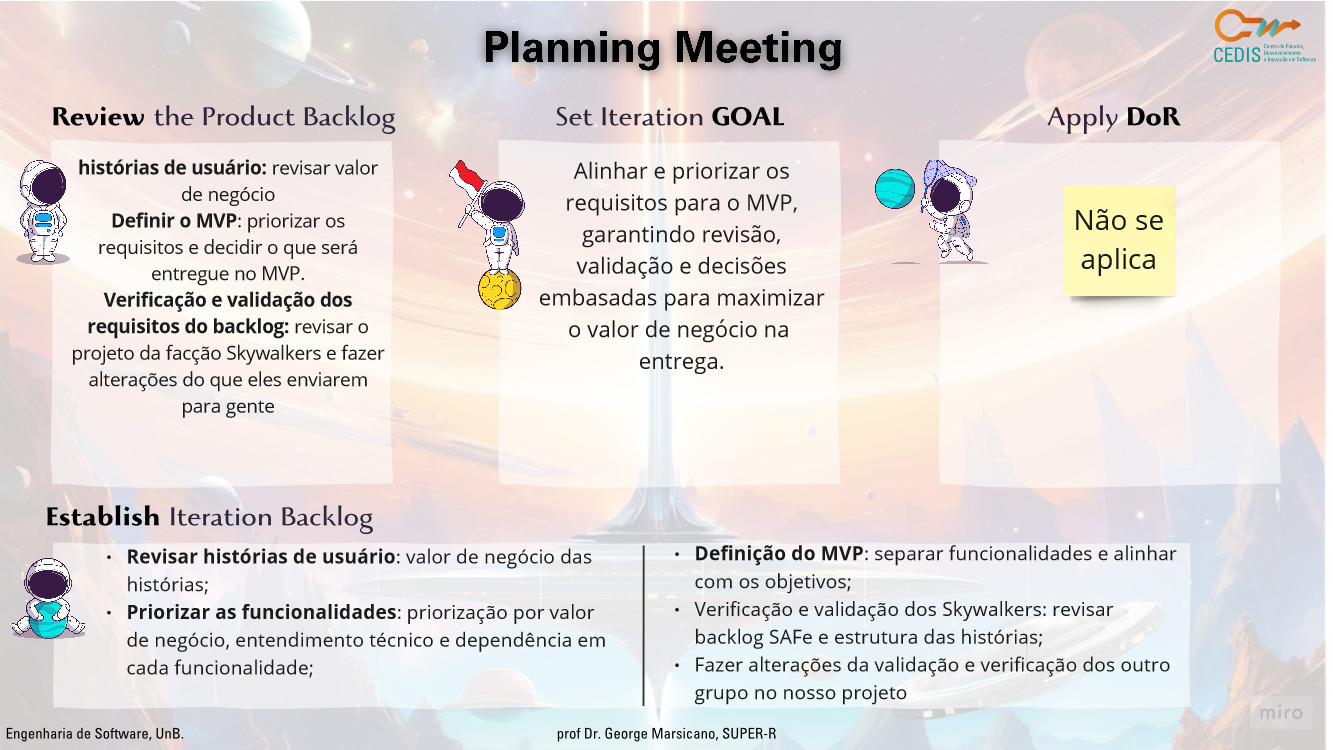 Planning Meeting
CEDIS
Centro de Estudos,
Desenvolvimento
e Inovação em Software
Review the Product Backlog
histórias de usuário: revisar valor
de negócio
Definir o MVP: priorizar os
requisitos e decidir o que será
entregue no MVP.
Verificação e validação dos
requisitos do backlog: revisar o
projeto da facção Skywalkers e fazer
alterações do que eles enviarem
para gente
Set Iteration GOAL
Alinhar e priorizar os
requisitos para o MVP,
garantindo revisão,
validação e decisões
embasadas para maximizar
o valor de negócio na
entrega.
Apply DoR
Não se
aplica
Establish Iteration Backlog
• Revisar histórias de usuário: valor de negócio das
histórias;
• Priorizar as funcionalidades: priorização por valor
de negócio, entendimento técnico e dependência em
cada funcionalidade;
• Definição do MVP: separar funcionalidades e alinhar
com os objetivos;
• Verificação e validação dos Skywalkers: revisar
backlog SAFe e estrutura das histórias;
• Fazer alterações da validação e verificação dos outro
grupo no nosso projeto
miro
Engenharia de Software, UnB.
prof Dr. George Marsicano, SUPER-R